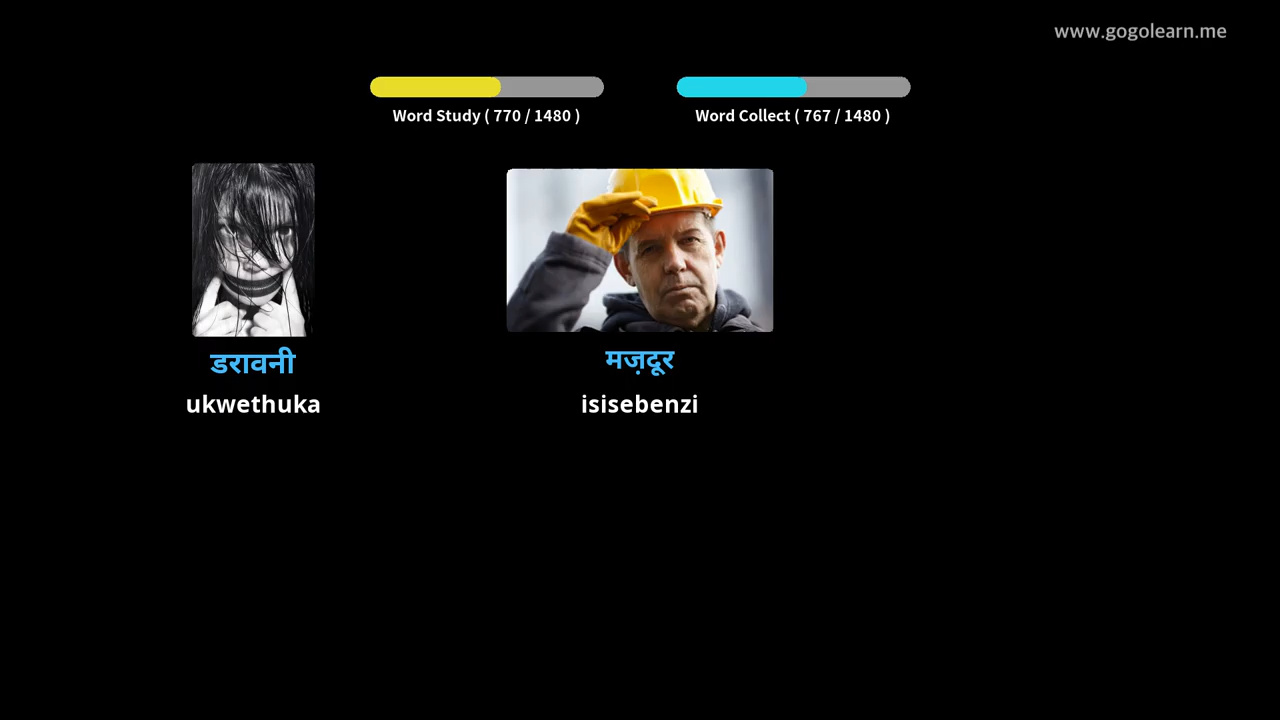 www.gogolearn.me
Word Study ( 770 / 1480 )
Word Collect ( 767 / 1480 )
डरावनी
ukwethuka
मज़दूर
isisebenzi